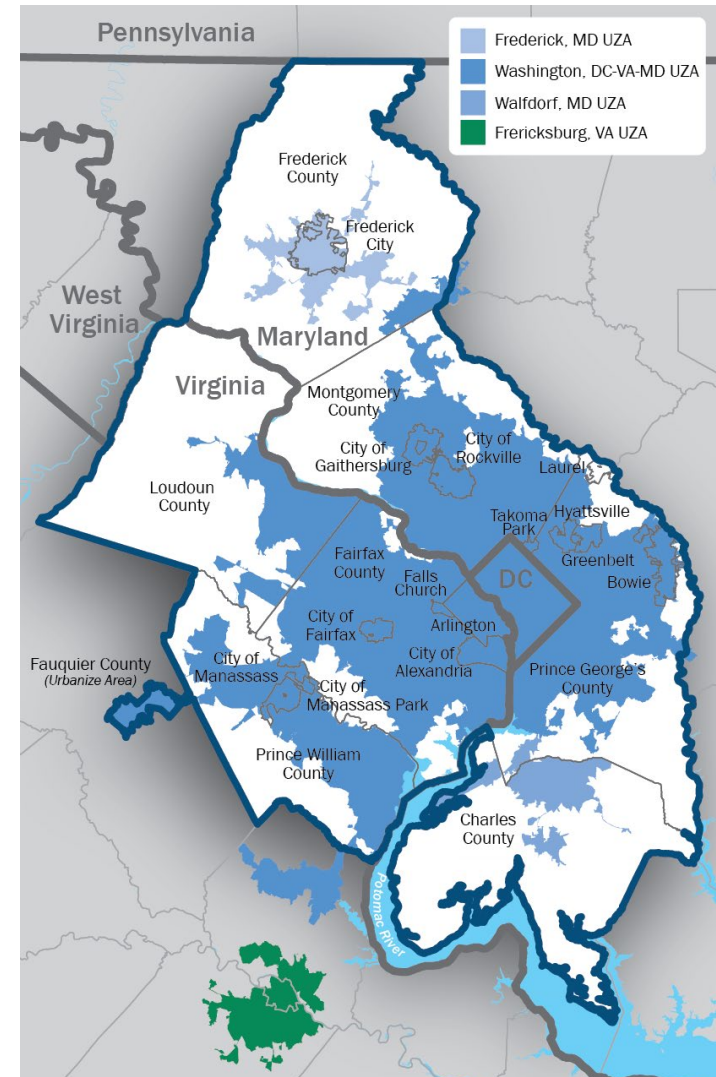 Pennsylvania
Frederick, MD UZA
Washington, DC-VA-MD UZA
Walfdorf, MD UZA
Frericksburg, VA UZA
Frederick
County
Frederick
City
West
Virginia
Maryland
Virginia
Montgomery
County
City of
Gaithersburg
City of
Rockville
Laurel
Loudoun
County
Takoma
Park
Hyattsville
Fairfax
County
Falls
Church
DC
Greenbelt
Bowie
City of
Fairfax
Arlington
City of
Alexandria
Fauquier County
(Urbanize Area)
City of
Manassass
City of
Manassass Park
Prince George's
County
Prince William
County
Charles
County
Potomac River